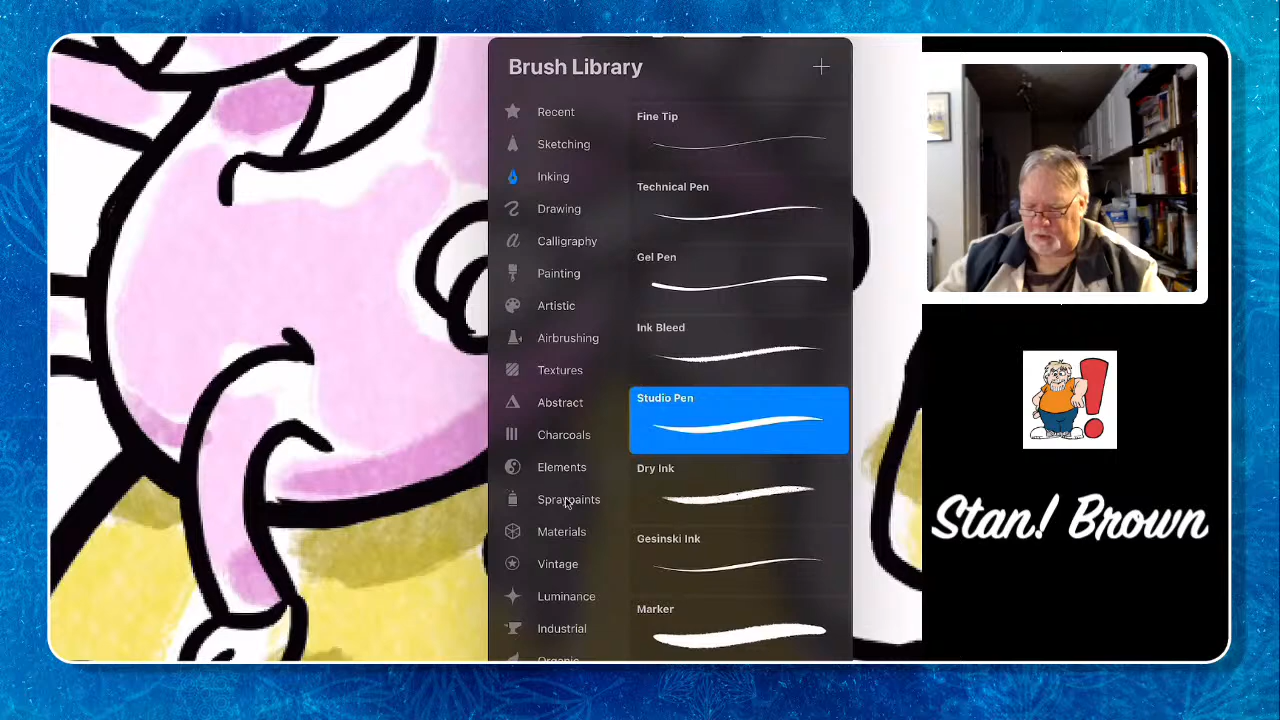 Brush Library
Recent
Sketching
Inking
Drawing
Calligraphy
Painting
Artistic
Airbrushing
Textures
Abstract
Charcoals
Elements
Spraypaints
Materials
Vintage
Luminance
Industrial
Organic
Fine Tip
Technical Pen
Gel Pen
Ink Bleed
Studio Pen
Dry Ink
Gesinski Ink
Marker
Stan! Brown